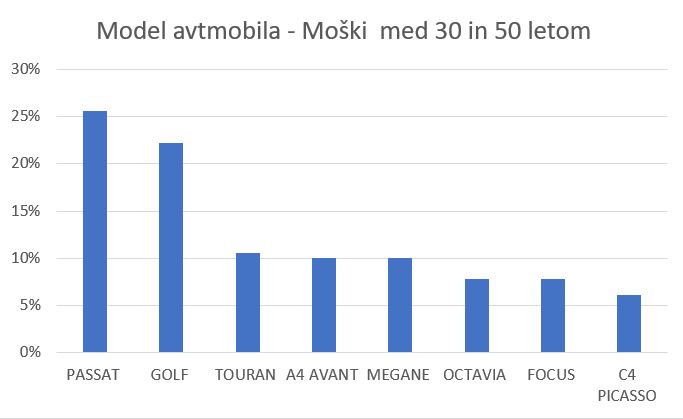 Model avtmobila - Moški  med 30 in 50 letom
30%
25%
20%
15%
10%
5%
0%
PASSAT GOLF TOURAN A4 AVANT MEGANE OCTAVIA FOCUS C4
PICASSO